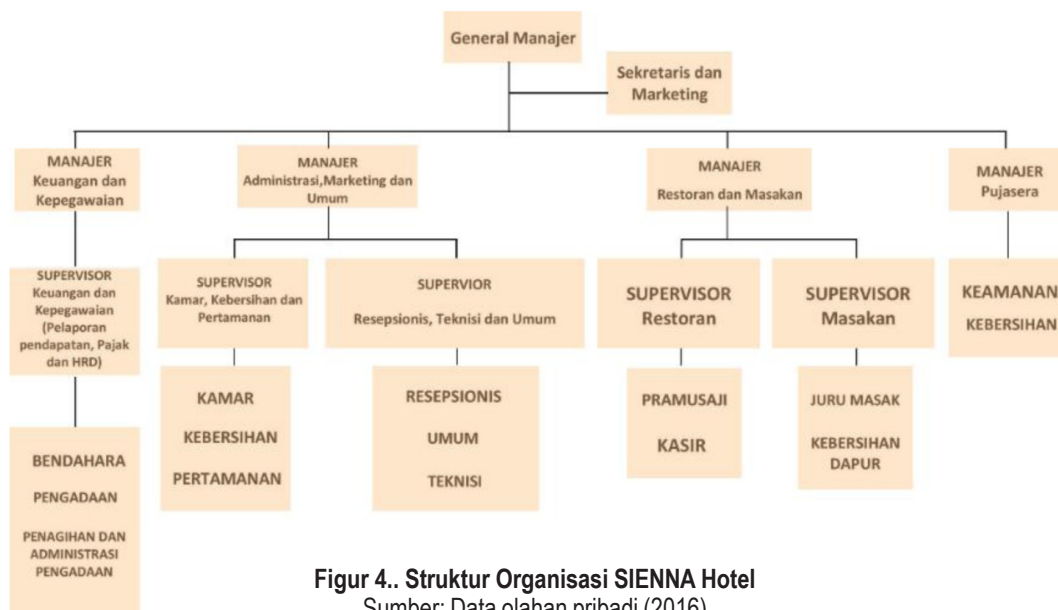 General Manajer
Sekretaris dan
Marketing
MANAJER
Keuangan dan
Kepegawaian
MANAJER
Administrasi,Marketing dan
Umum
MANAJER
Restoran dan Masakan
MANAJER
Pujasera
SUPERVISOR
Keuangan dan
Kepegawaian
(Pelaporan
pendapatan, Pajak
dan HRD)
SUPERVISOR
Kamar, Kebersihan dan
Pertamanan
SUPERVIOR
Resepsionis, Teknisi dan Umum
SUPERVISOR
Restoran
SUPERVISOR
Masakan
KEAMANAN
KEBERSIHAN
BENDAHARA
PENGADAAN
PENAGIHAN DAN
ADMINISTRASI
PENGADAAN
KAMAR
KEBERSIHAN
PERTAMANAN
RESEPSIONIS
UMUM
TEKNISI
PRAMUSAJI
KASIR
JURU MASAK
KEBERSIHAN
DAPUR
Figur 4.. Struktur Organisasi SIENNA Hotel
Sumber: Data olahan pribadi (2016)